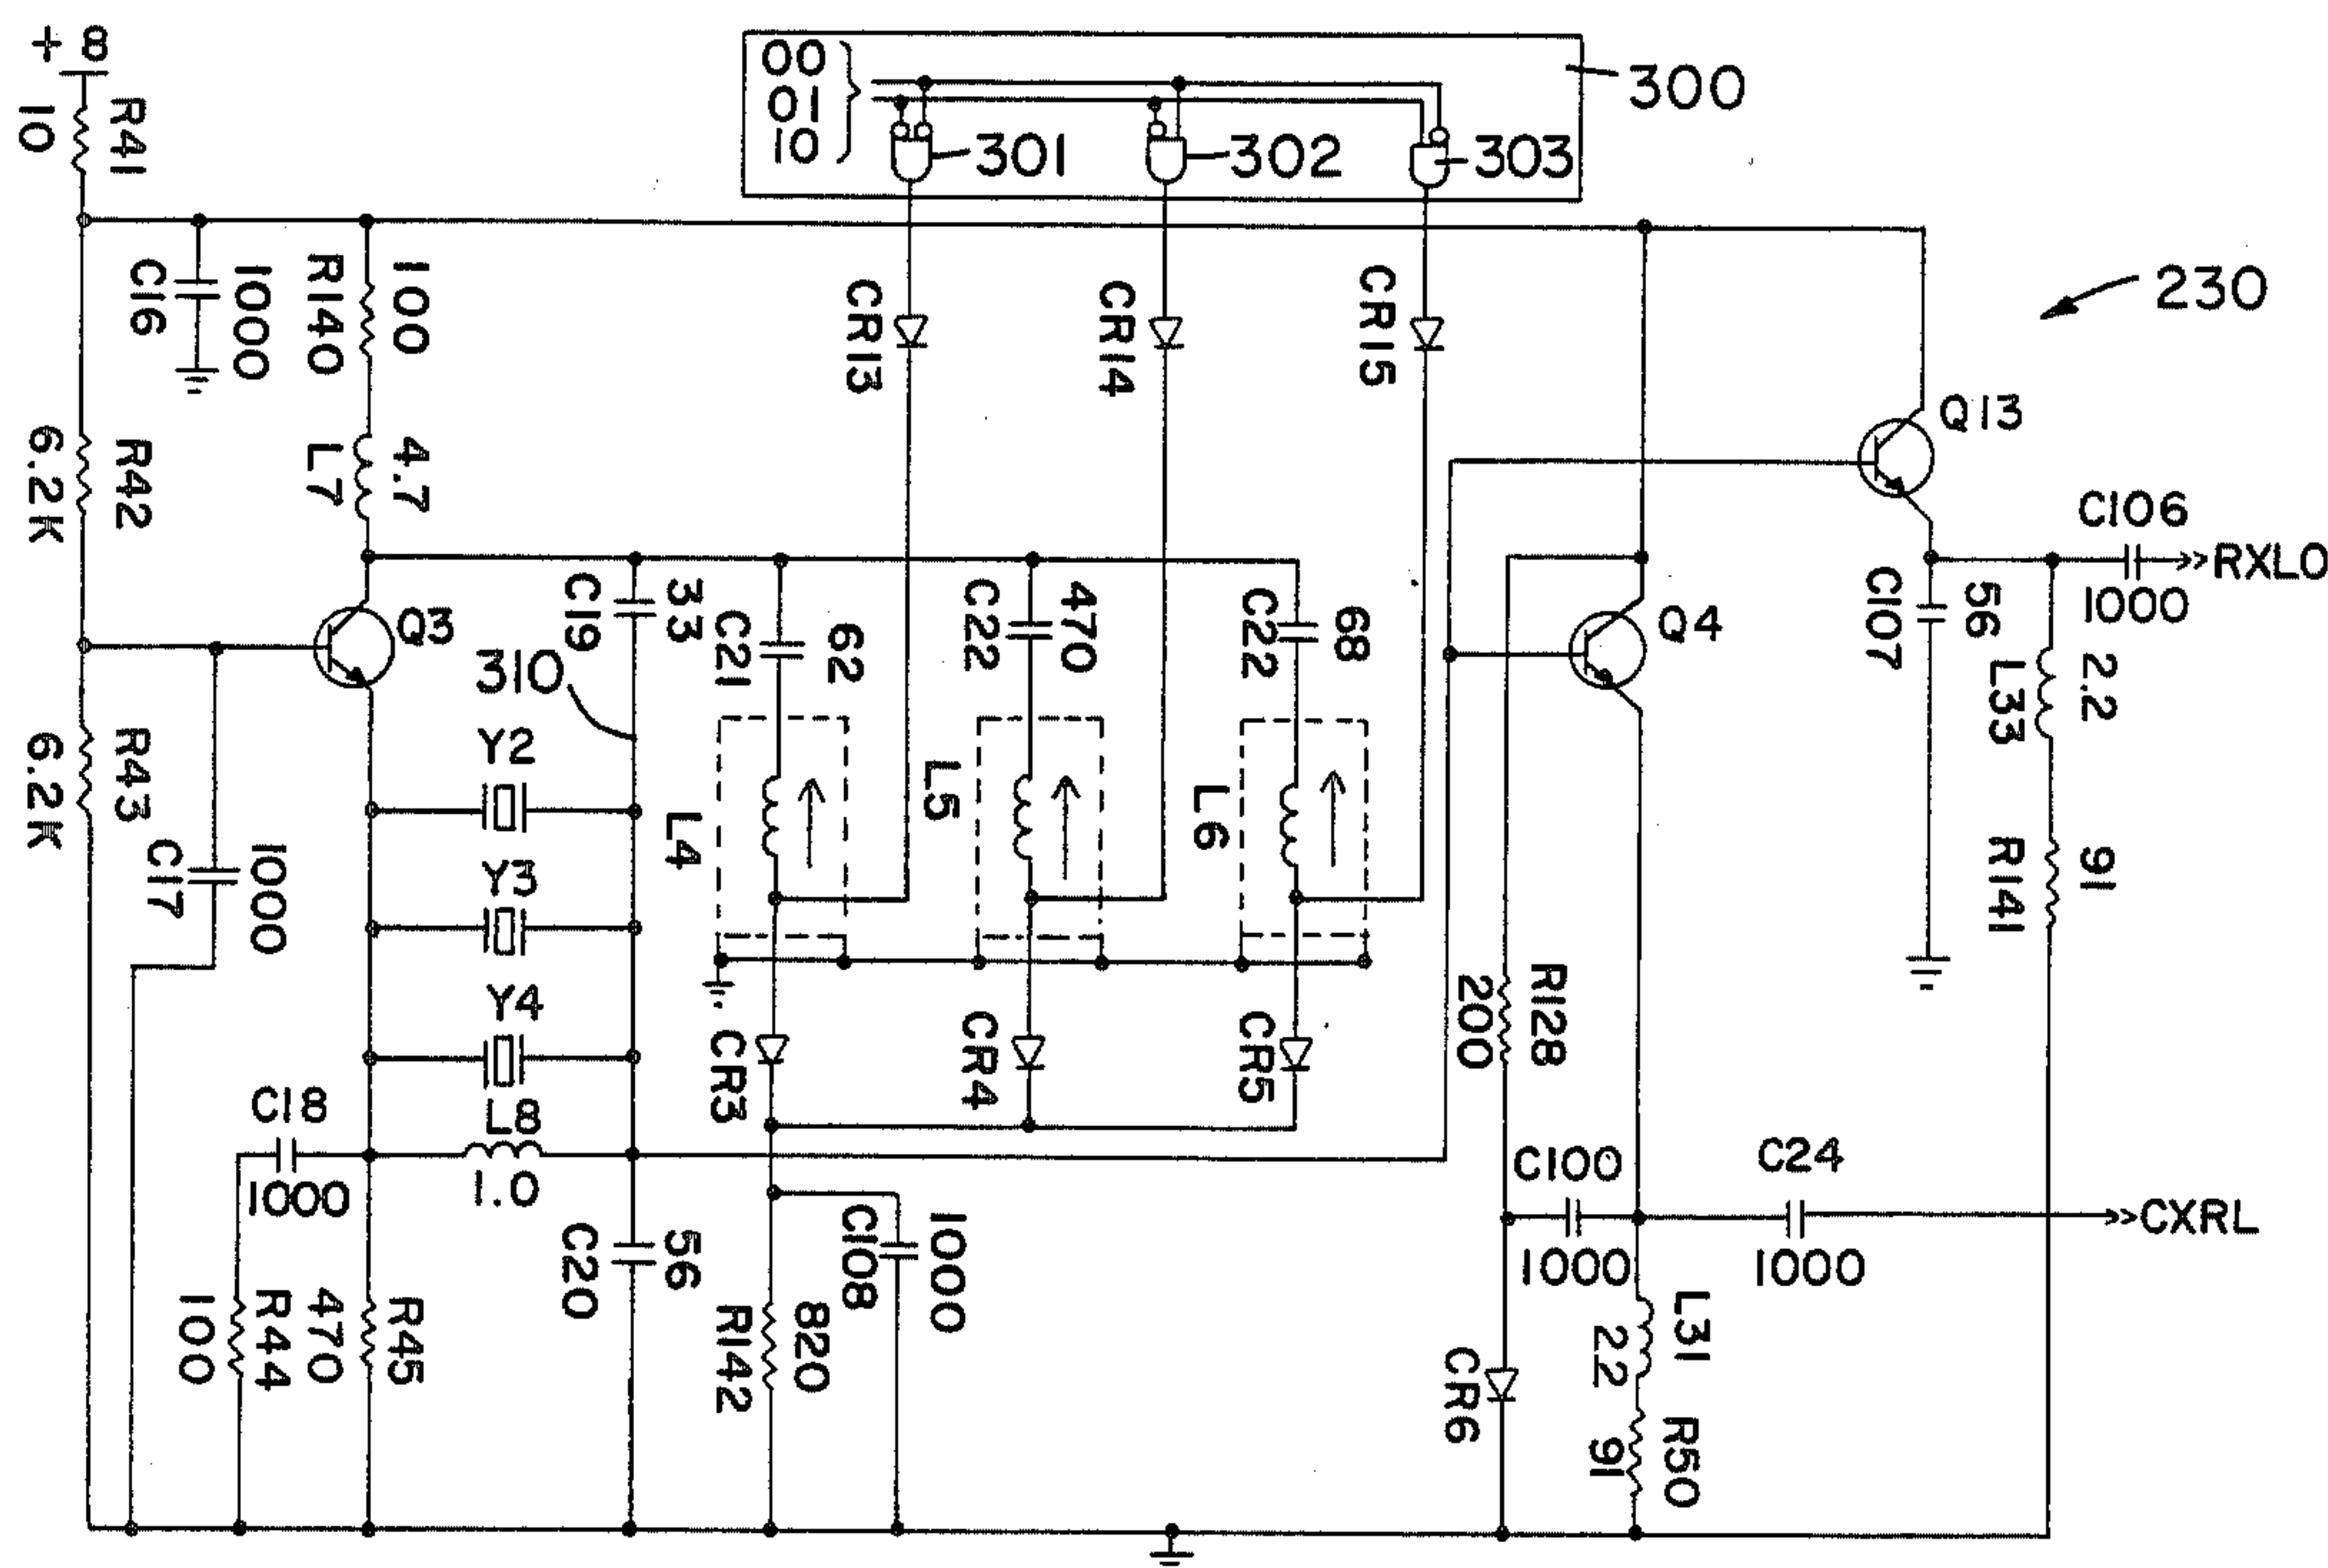 +8
R41
10
00
01
10
300
301
302
303
C16
1000
R140
100
CR13
CR14
CR15
230
Q13
R42
6.2K
L7
4.7
C106
1000
RXLO
Q3
C19
33
C21
62
C222
470
C22
68
Q4
C107
56
L33
2.2
310
R43
6.2K
Y2
L4
L5
L6
Y3
C17
1000
R141
91
Y4
CR3
CR4
CR5
R128
200
C18
1000
L8
1.0
C100
1000
C24
1000
CXRL
C20
56
C108
1000
R44
100
R45
470
R142
820
L31
22
CR6
R50
91